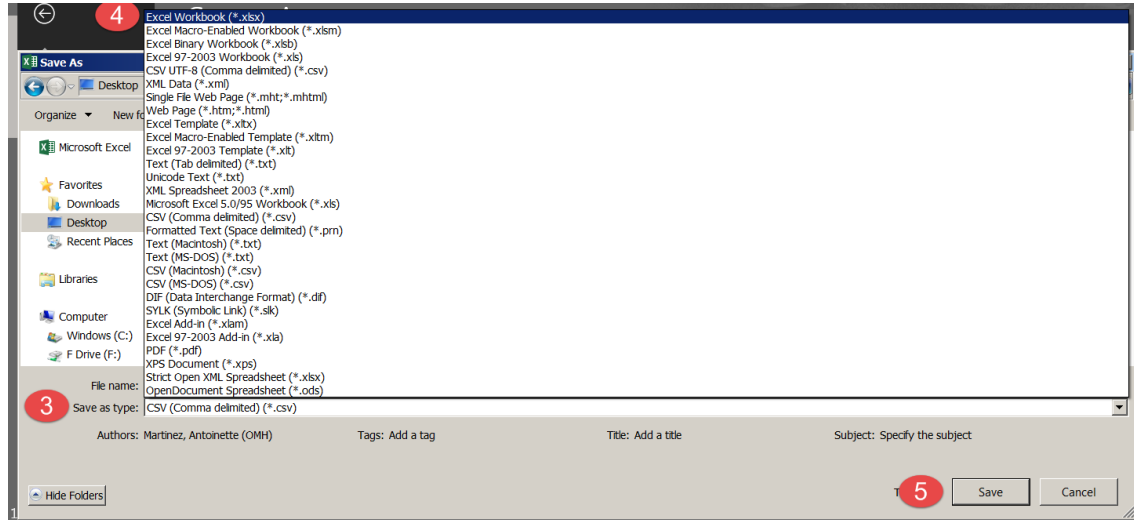 4
Excel Workbook (*.xlsx)
Excel Macro-Enabled Workbook (*.xlsm)
Excel Binary Workbook (*.xlsb)
Excel 97-2003 Workbook (*.xls)
CSV UTF-8 (Comma delimited) (*.csv)
XML Data (*.xml)
Single File Web Page (*.mht;*.mhtml)
Web Page (*.htm;*.html)
Excel Template (*.xltx)
Excel Macro-Enabled Template (*.xltm)
Excel 97-2003 Template (*.xlt)
Text (Tab delimited) (*.txt)
Unicode Text (*.txt)
XML Spreadsheet 2003 (*.xml)
Microsoft Excel 5.0/95 Workbook (*.xls)
CSV (Comma delimited) (*.csv)
Formatted Text (Space delimited) (*.prn)
Text (Macintosh) (*.txt)
Text (MS-DOS) (*.txt)
CSV (Macintosh) (*.csv)
CSV (MS-DOS) (*.csv)
DIF (Data Interchange Format) (*.dif)
SYLK (Symbolic Link) (*.slk)
Excel Add-in (*.xlam)
Excel 97-2003 Add-in (*.xla)
PDF (*.pdf)
XPS Document (*.xps)
Strict Open XML Spreadsheet (*.xlsx)
OpenDocument Spreadsheet (*.ods)
Save As
Desktop
Organize New fo
Microsoft Excel
Favorites
Downloads
Desktop
Recent Places
Libraries
Computer
Windows (C:)
F Drive (F:)
File name:
3 Save as type: CSV (Comma delimited) (*.csv)
Authors: Martinez, Antoinette (OMH) Tags: Add a tag Title: Add a title Subject: Specify the subject
Hide Folders T 5 Save Cancel
1